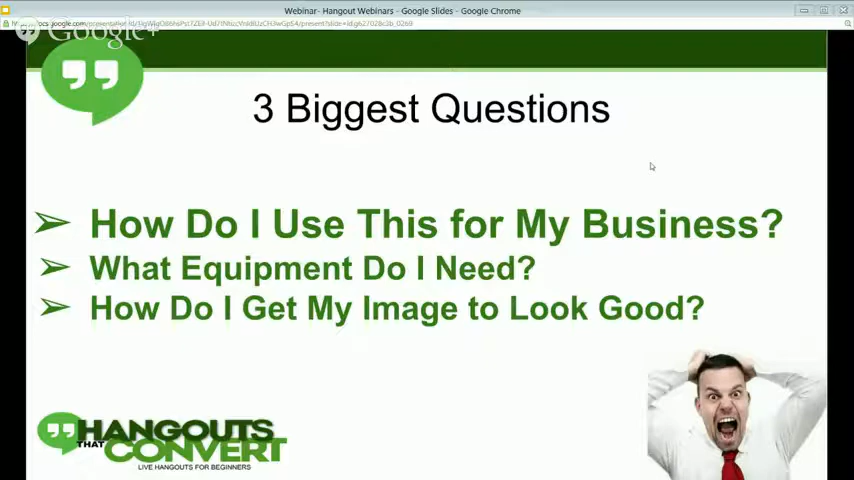 Webinar- Hangout Webinars - Google Slides - Google Chrome
Google+
3 Biggest Questions
➢ How Do I Use This for My Business?
➢ What Equipment Do I Need?
➢ How Do I Get My Image to Look Good?
HANGOUTS
THAT CONVERT
LIVE HANGOUTS FOR BEGINNERS